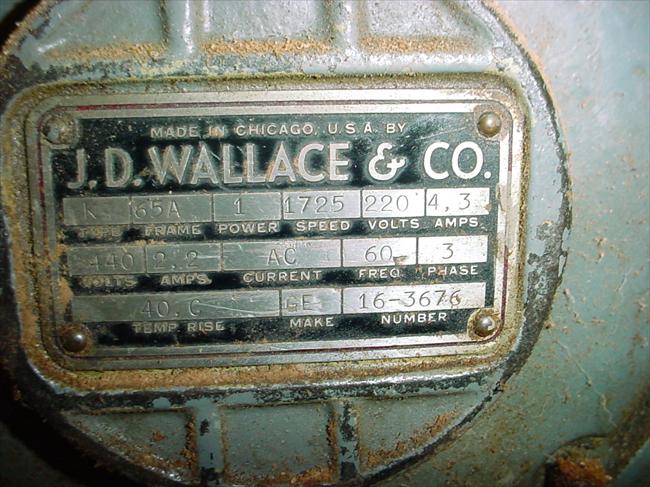 MADE IN CHICAGO, U.S.A. BY
J.D. WALLACE & CO.
K 65A 1 1725 220 4,3
TYPE FRAME POWER SPEED VOLTS AMPS
440 2.2 AC 60 3
VOLTS AMPS CURRENT FREQ PHASE
40.C GE 16-3676
TEMP RISE MAKE NUMBER